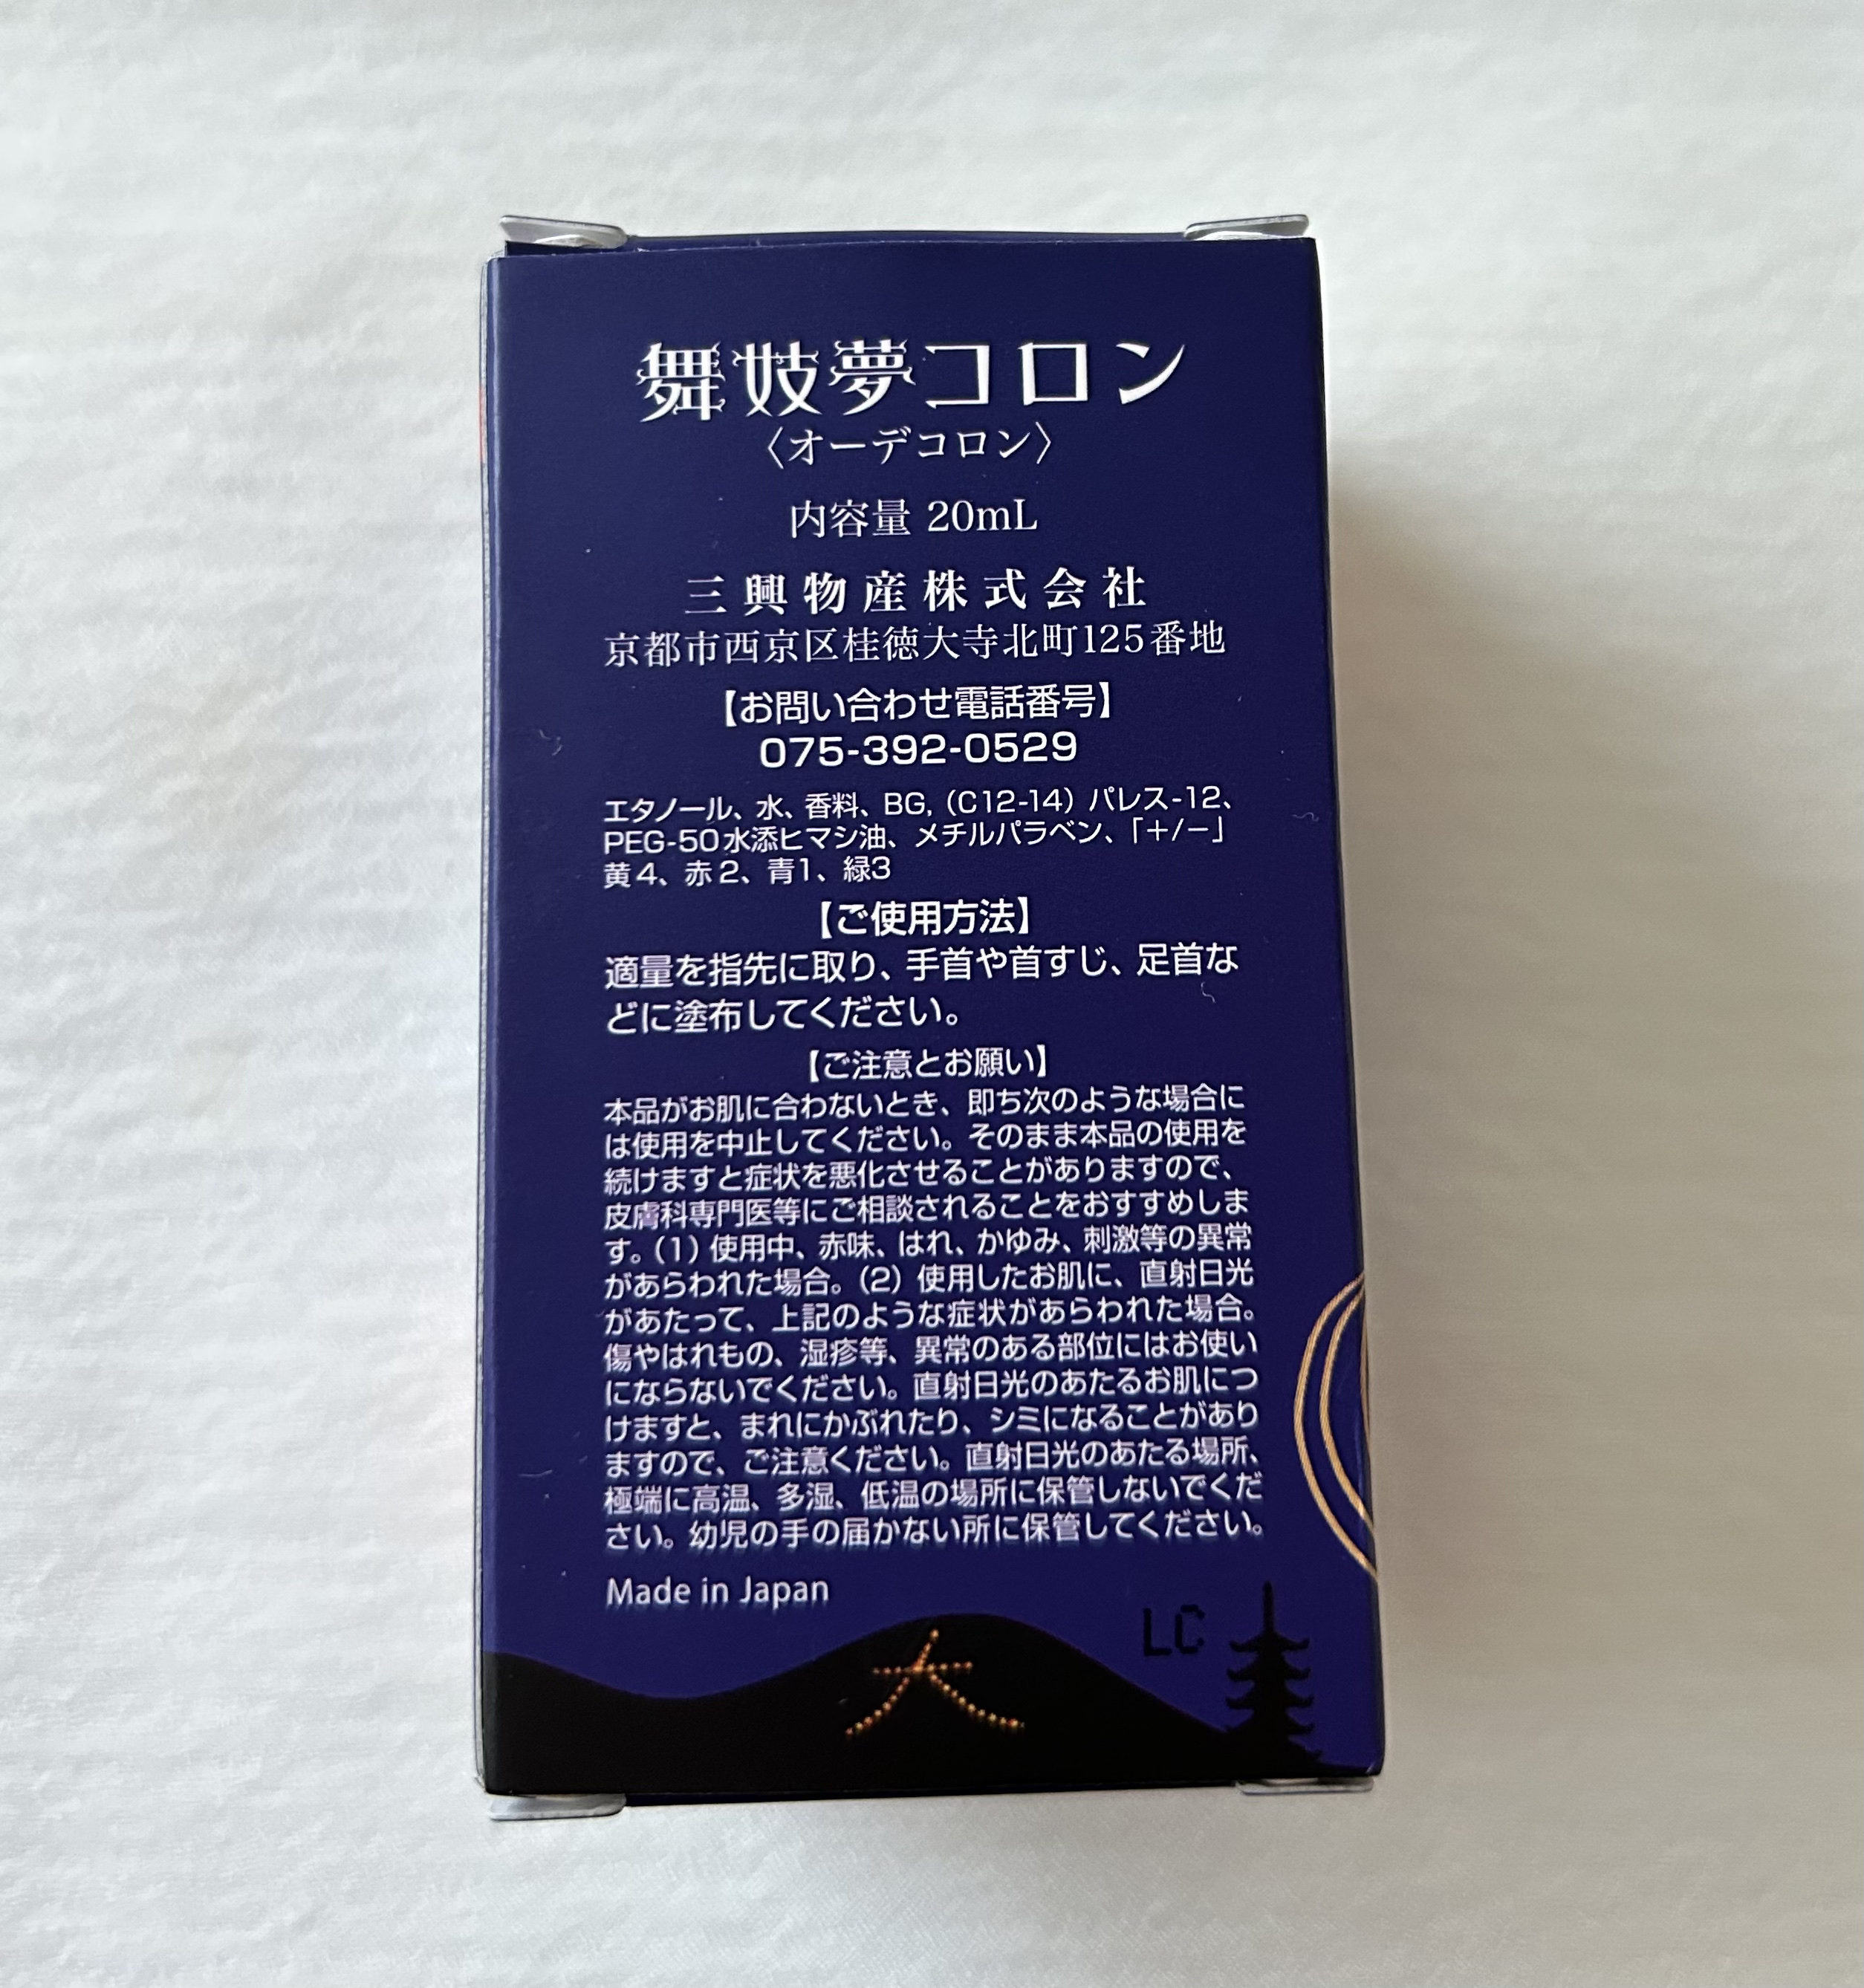 舞妓夢コロン
〈オーデコロン〉
内容量 20mL
三興物産株式会社
京都市西京区桂徳大寺北町125番地
【お問い合わせ電話番号】
075-392-0529
エタノール、水、香料、BG,（C12-14）パレス-12、
PEG-50水添ヒマシ油、メチルパラベン、「＋/－」
黄4、赤2、青1、緑3
【ご使用方法】
適量を指先に取り、手首や首すじ、足首な
どに塗布してください。
【ご注意とお願い】
本品がお肌に合わないとき、即ち次のような場合に
は使用を中止してください。そのまま本品の使用を
続けますと症状を悪化させることがありますので、
皮膚科専門医等にご相談されることをおすすめしま
す。（1）使用中、赤味、はれ、かゆみ、刺激等の異常
があらわれた場合。（2）使用したお肌に、直射日光
があたって、上記のような症状があらわれた場合。
傷やはれもの、湿疹等、異常のある部位にはお使い
にならないでください。直射日光のあたるお肌につ
けますと、まれにかぶれたり、シミになることがあり
ますので、ご注意ください。直射日光のあたる場所、
極端に高温、多湿、低温の場所に保管しないでくだ
さい。幼児の手の届かない所に保管してください。
Made in Japan
LC
大